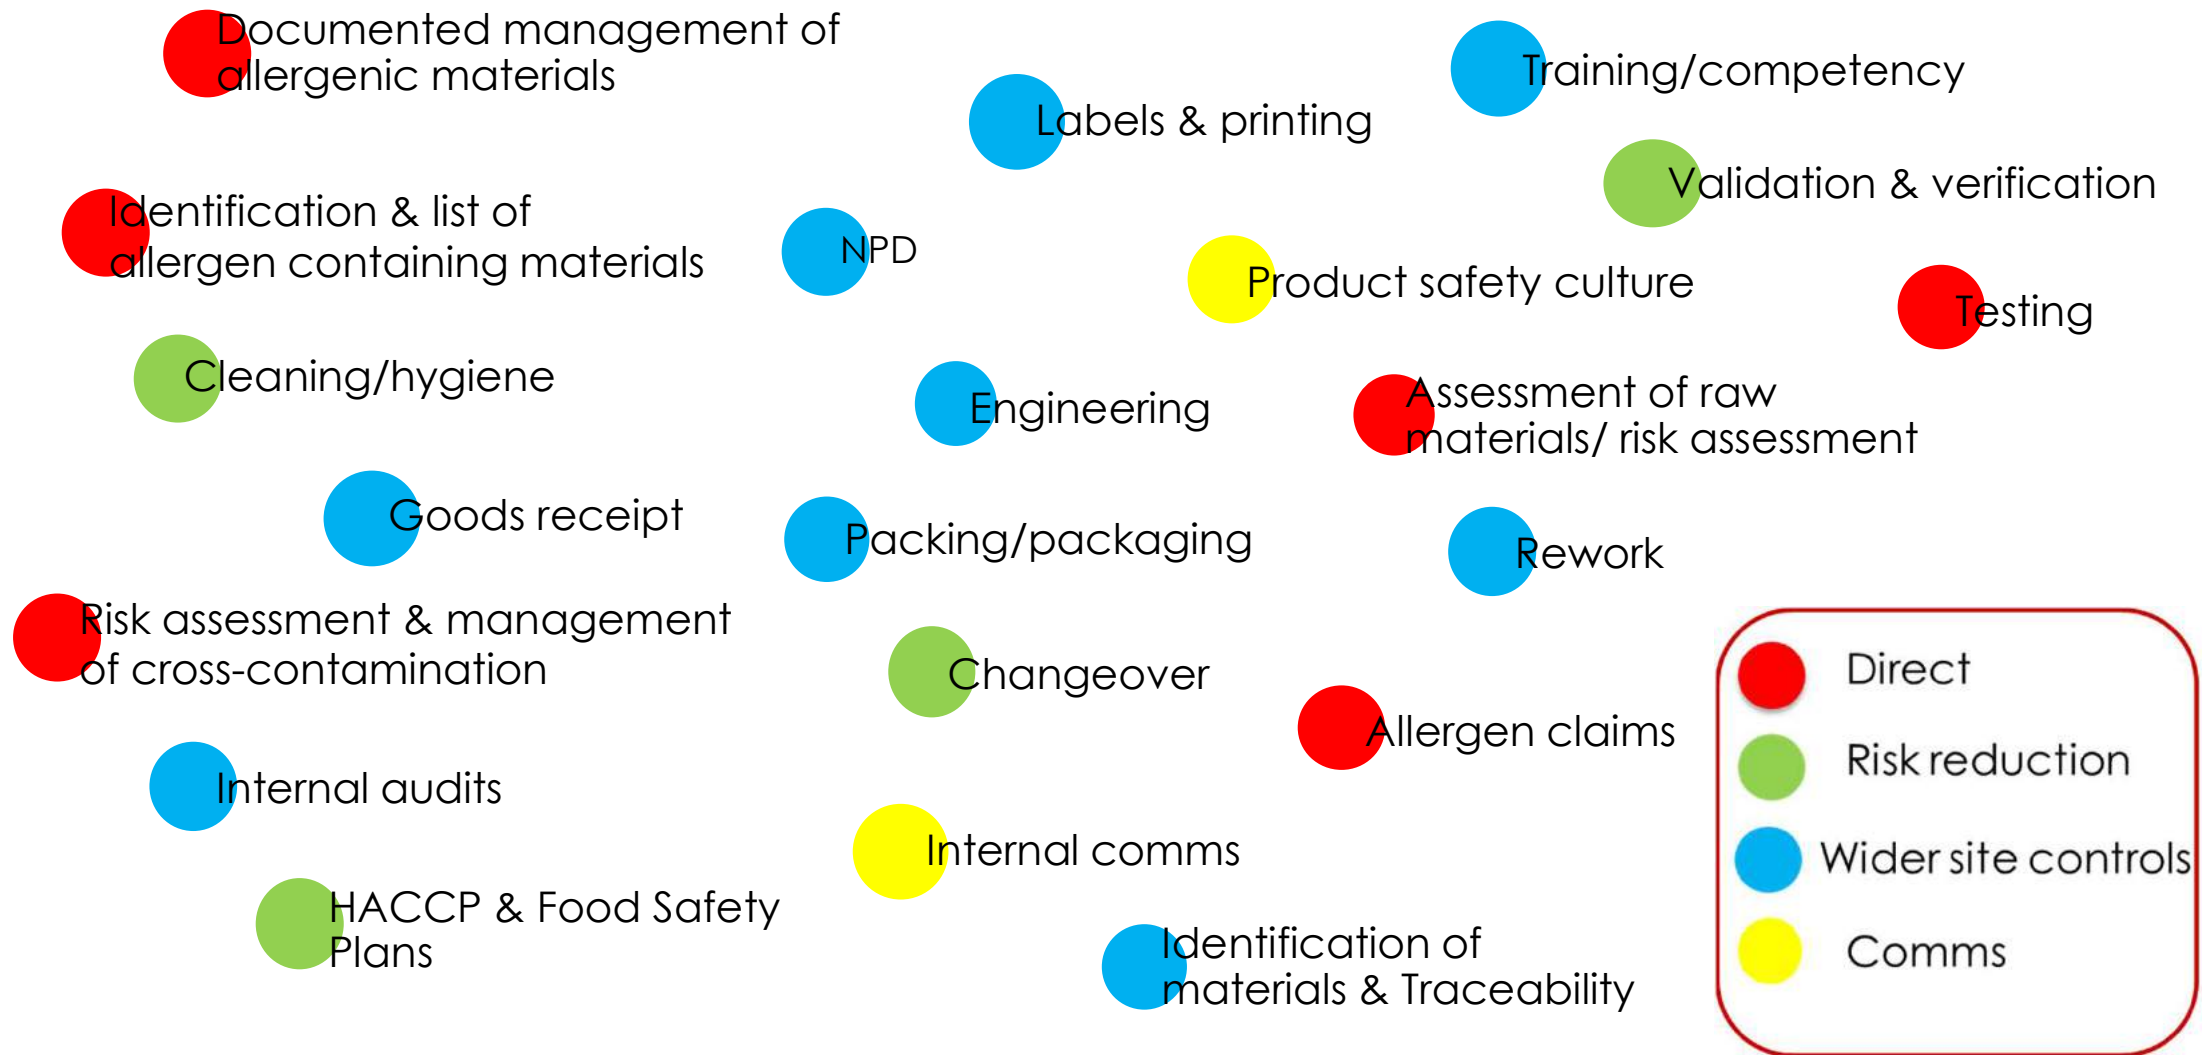 Documented management of
allergenic materials
Training/competency
Labels & printing
Validation & verification
Identification & list of
allergen containing materials
NPD
Product safety culture
Testing
Cleaning/hygiene
Engineering
Assessment of raw
materials/ risk assessment
Goods receipt
Packing/packaging
Rework
Risk assessment & management
of cross-contamination
Changeover
Allergen claims
Internal audits
Internal comms
HACCP & Food Safety
Plans
Identification of
materials & Traceability
Direct
Risk reduction
Wider site controls
Comms